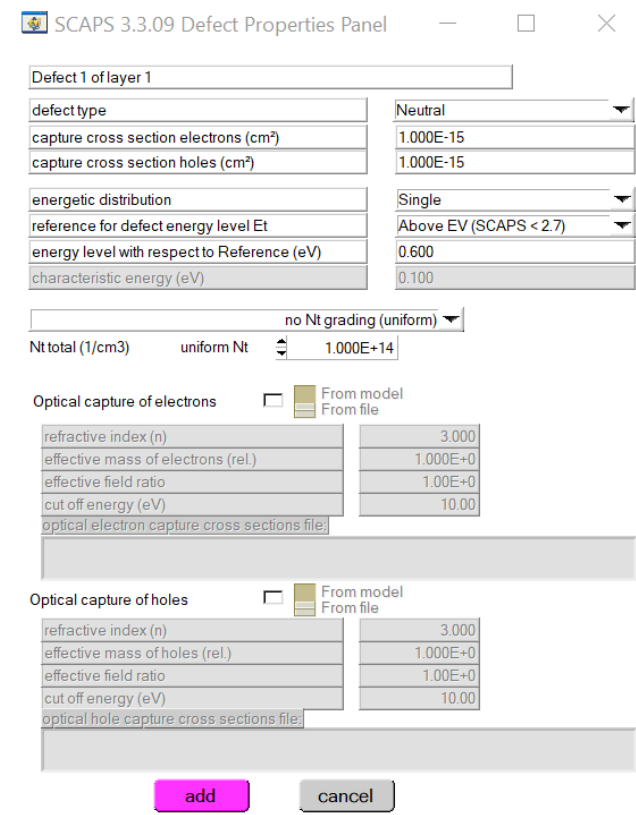 SCAPS 3.3.09 Defect Properties Panel
Defect 1 of layer 1
defect type Neutral
capture cross section electrons (cm²) 1.000E-15
capture cross section holes (cm²) 1.000E-15
energetic distribution Single
reference for defect energy level Et Above EV (SCAPS < 2.7)
energy level with respect to Reference (eV) 0.600
characteristic energy (eV) 0.100
no Nt grading (uniform)
Nt total (1/cm3) uniform Nt 1.000E+14
Optical capture of electrons From model
From file
refractive index (n) 3.000
effective mass of electrons (rel.) 1.000E+0
effective field ratio 1.00E+0
cut off energy (eV) 10.00
optical electron capture cross sections file:
Optical capture of holes From model
From file
refractive index (n) 3.000
effective mass of holes (rel.) 1.000E+0
effective field ratio 1.00E+0
cut off energy (eV) 10.00
optical hole capture cross sections file:
add cancel